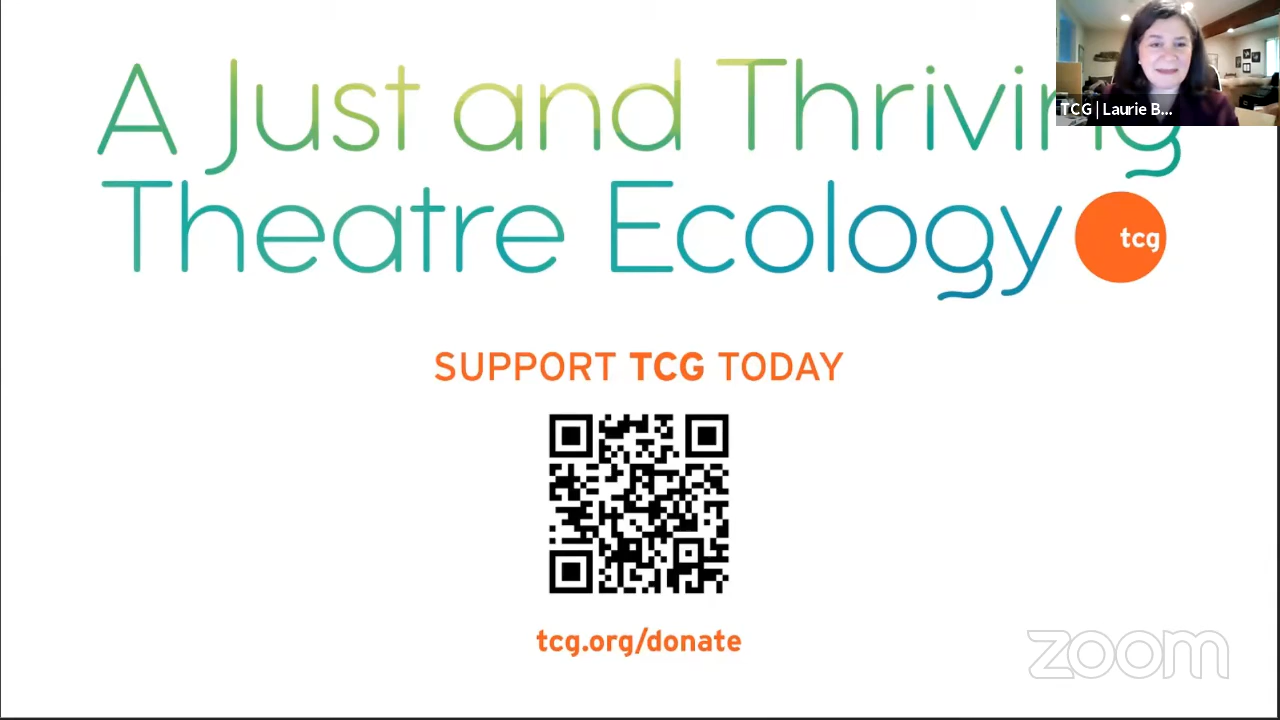 A Just and Thriving
Theatre Ecology
tcg
SUPPORT TCG TODAY
tcg.org/donate
TCG | Laurie B...
zoom